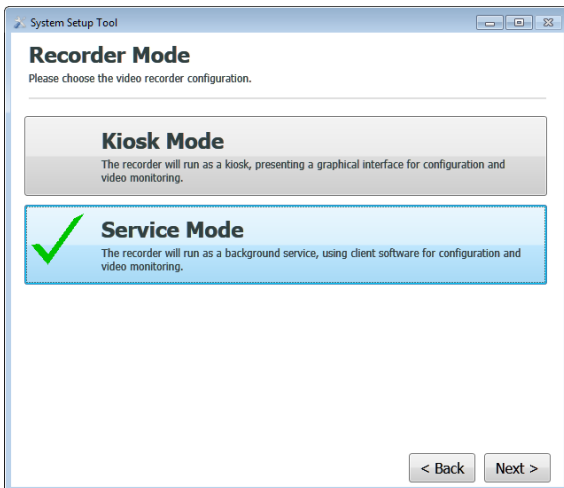 System Setup Tool
Recorder Mode
Please choose the video recorder configuration.
Kiosk Mode
The recorder will run as a kiosk, presenting a graphical interface for configuration and
video monitoring.
Service Mode
The recorder will run as a background service, using client software for configuration and
video monitoring.
< Back Next >